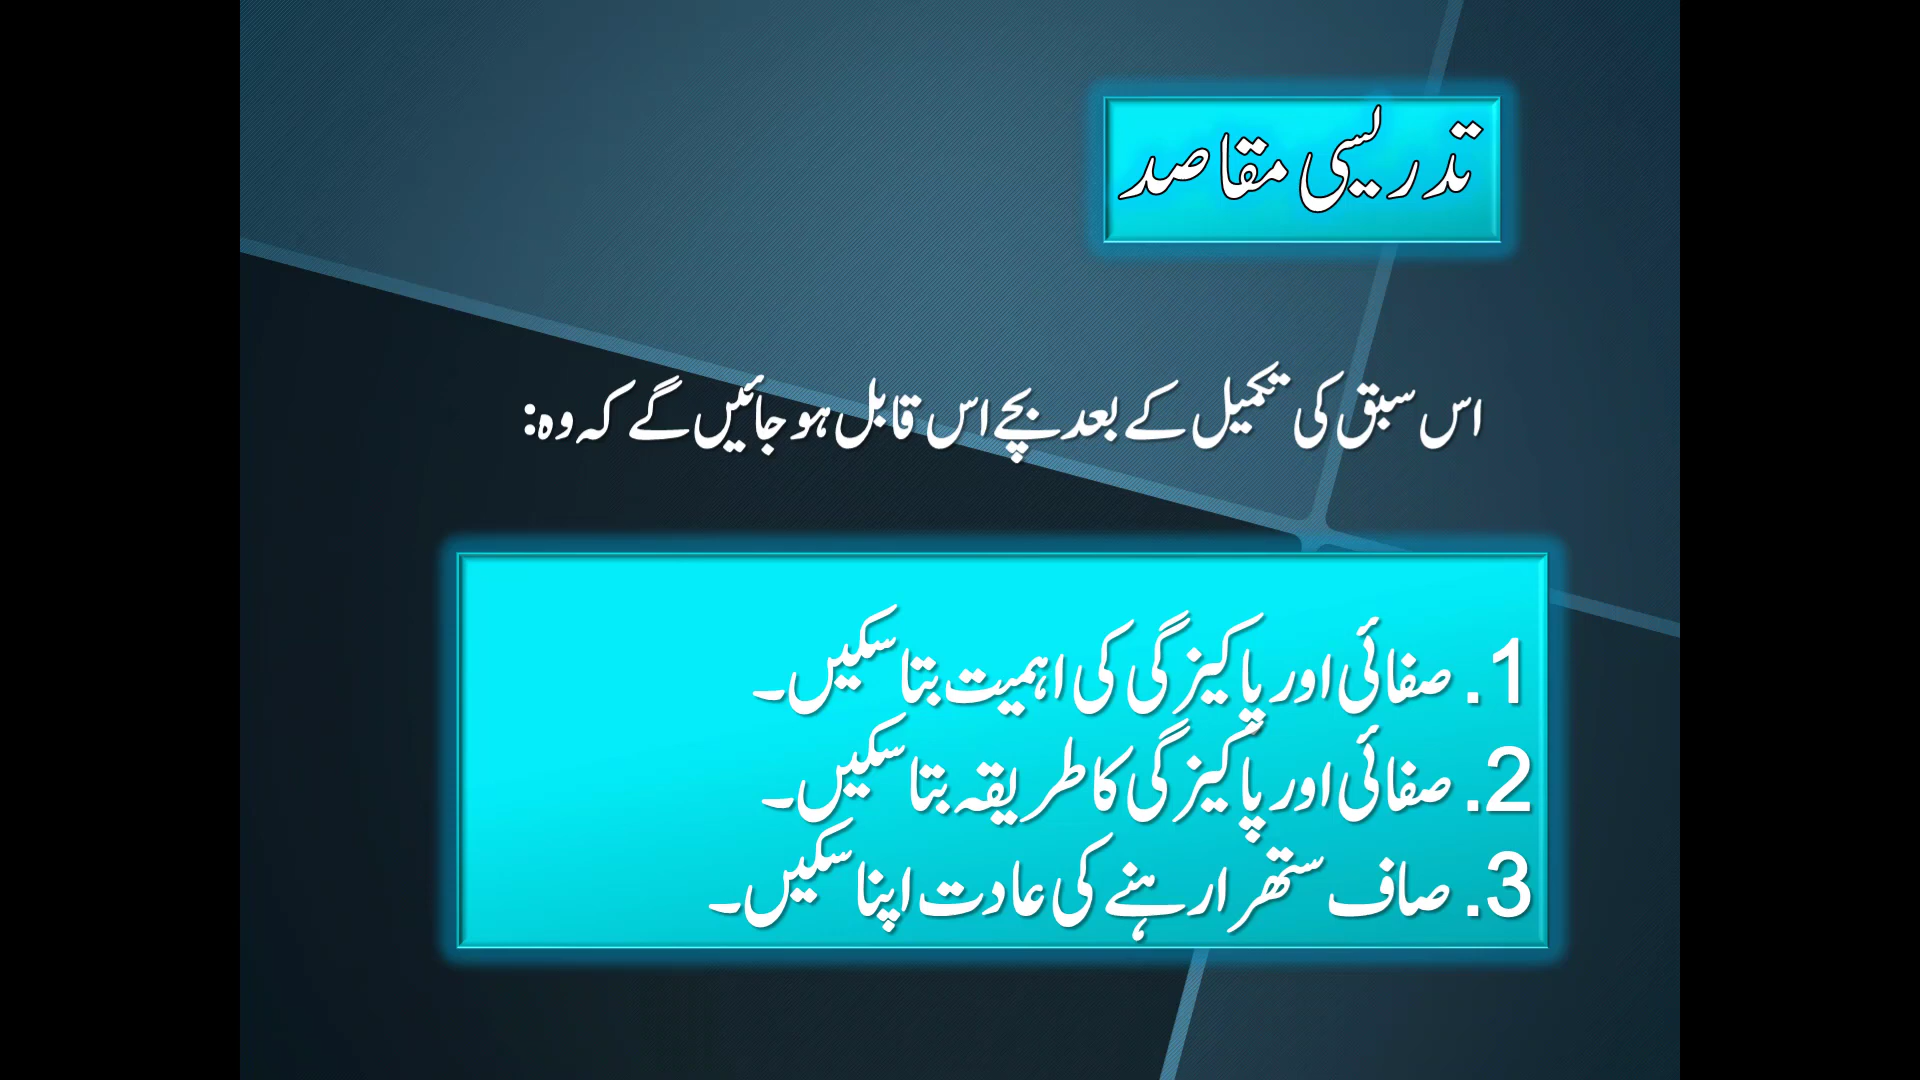 تدریسی مقاصد
اس سبق کی تکمیل کے بعد بچے اس قابل ہو جائیں گے کہ وہ:
1. صفائی اور پاکیزگی کی اہمیت بتا سکیں۔
2. صفائی اور پاکیزگی کا طریقہ بتا سکیں۔
3. صاف ستھرا رہنے کی عادت اپنا سکیں۔